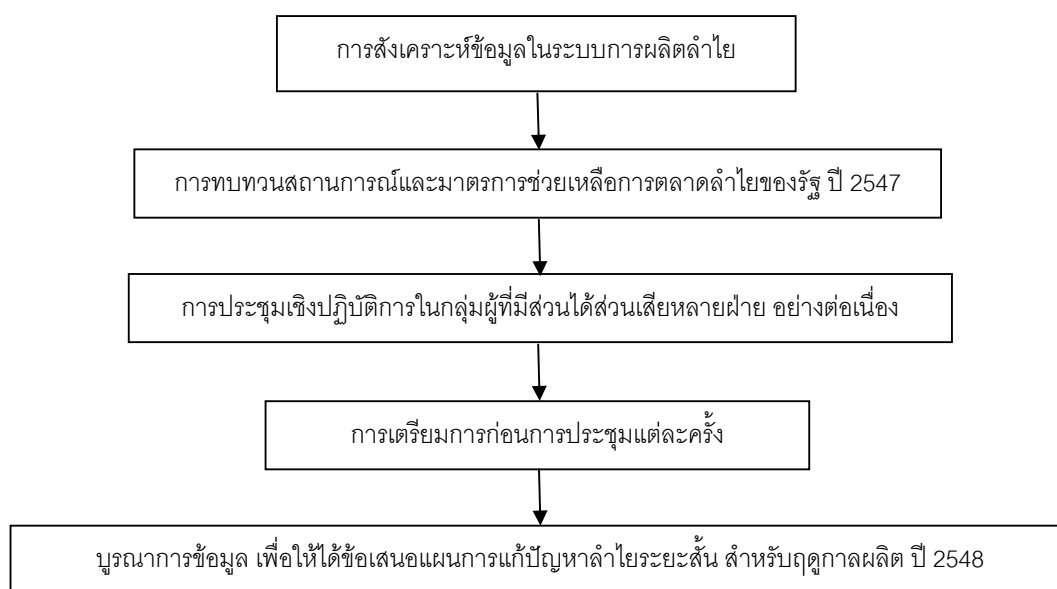 การสังเคราะห์ข้อมูลในระบบการผลิตลำไย
การทบทวนสถานการณ์และมาตรการช่วยเหลือการตลาดลำไยของรัฐ ปี 2547
การประชุมเชิงปฏิบัติการในกลุ่มผู้ที่มีส่วนได้ส่วนเสียหลายฝ่าย อย่างต่อเนื่อง
การเตรียมการก่อนการประชุมแต่ละครั้ง
บูรณาการข้อมูล เพื่อให้ได้ข้อเสนอแผนการแก้ปัญหาลำไยระยะสั้น สำหรับฤดูกาลผลิต ปี 2548